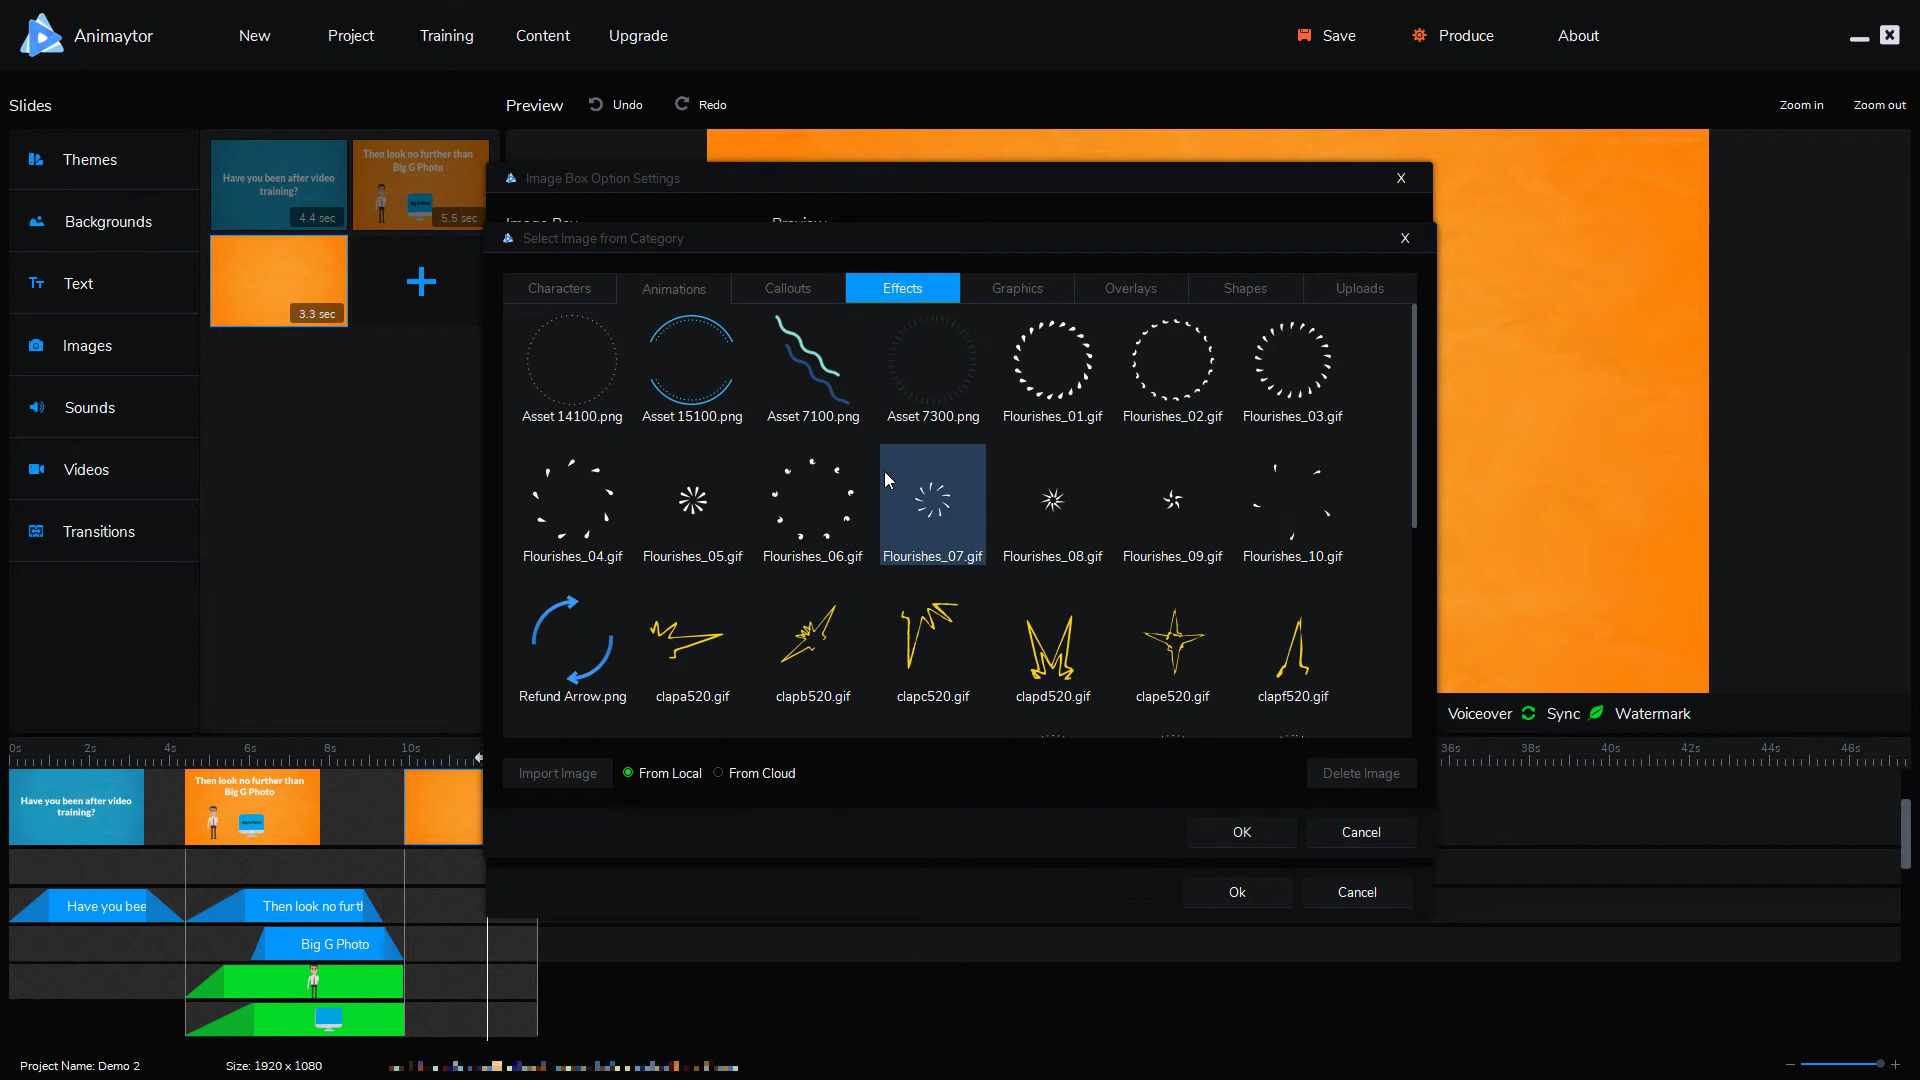 Animaytor
New
Project
Training
Content
Upgrade
Save
Produce
About
Slides
Preview
Undo
Redo
Zoom in
Zoom out
Themes
Backgrounds
Text
Images
Sounds
Videos
Transitions
Have you been after video
training?
4.4 sec
Then look no further than
Big G Photo
5.5 sec
3.3 sec
Image Box Option Settings
X
Image Box
Preview
Select Image from Category
X
Characters
Animations
Callouts
Effects
Graphics
Overlays
Shapes
Uploads
Asset 14100.png
Asset 15100.png
Asset 7100.png
Asset 7300.png
Flourishes_01.gif
Flourishes_02.gif
Flourishes_03.gif
Flourishes_04.gif
Flourishes_05.gif
Flourishes_06.gif
Flourishes_07.gif
Flourishes_08.gif
Flourishes_09.gif
Flourishes_10.gif
Refund Arrow.png
clapa520.gif
clapb520.gif
clapc520.gif
clapd520.gif
clape520.gif
clapf520.gif
Import Image
From Local
From Cloud
Delete Image
OK
Cancel
Ok
Cancel
Voiceover
Sync
Watermark
0s
2s
4s
6s
8s
10s
36s
38s
40s
42s
44s
46s
Have you been after video
training?
Then look no further than
Big G Photo
Have you bee
Then look no furt
Big G Photo
Project Name: Demo 2
Size: 1920 x 1080